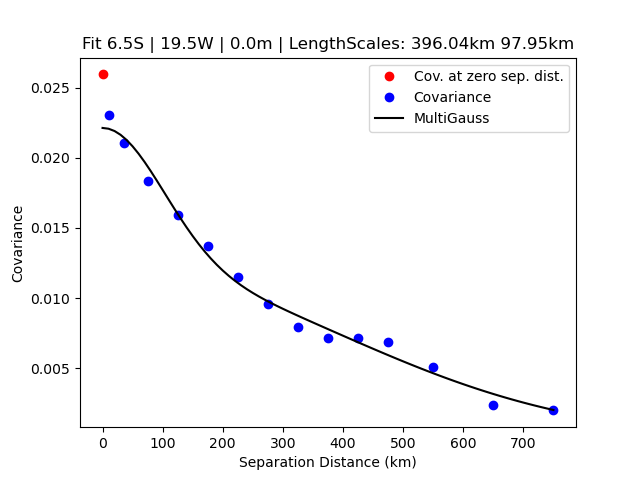 Fit 6.5S | 19.5W | 0.0m | LengthScales: 396.04km 97.95km
Cov. at zero sep. dist.
Covariance
MultiGauss
0.025
0.020
0.015
0.010
0.005
Covariance
0 100 200 300 400 500 600 700
Separation Distance (km)